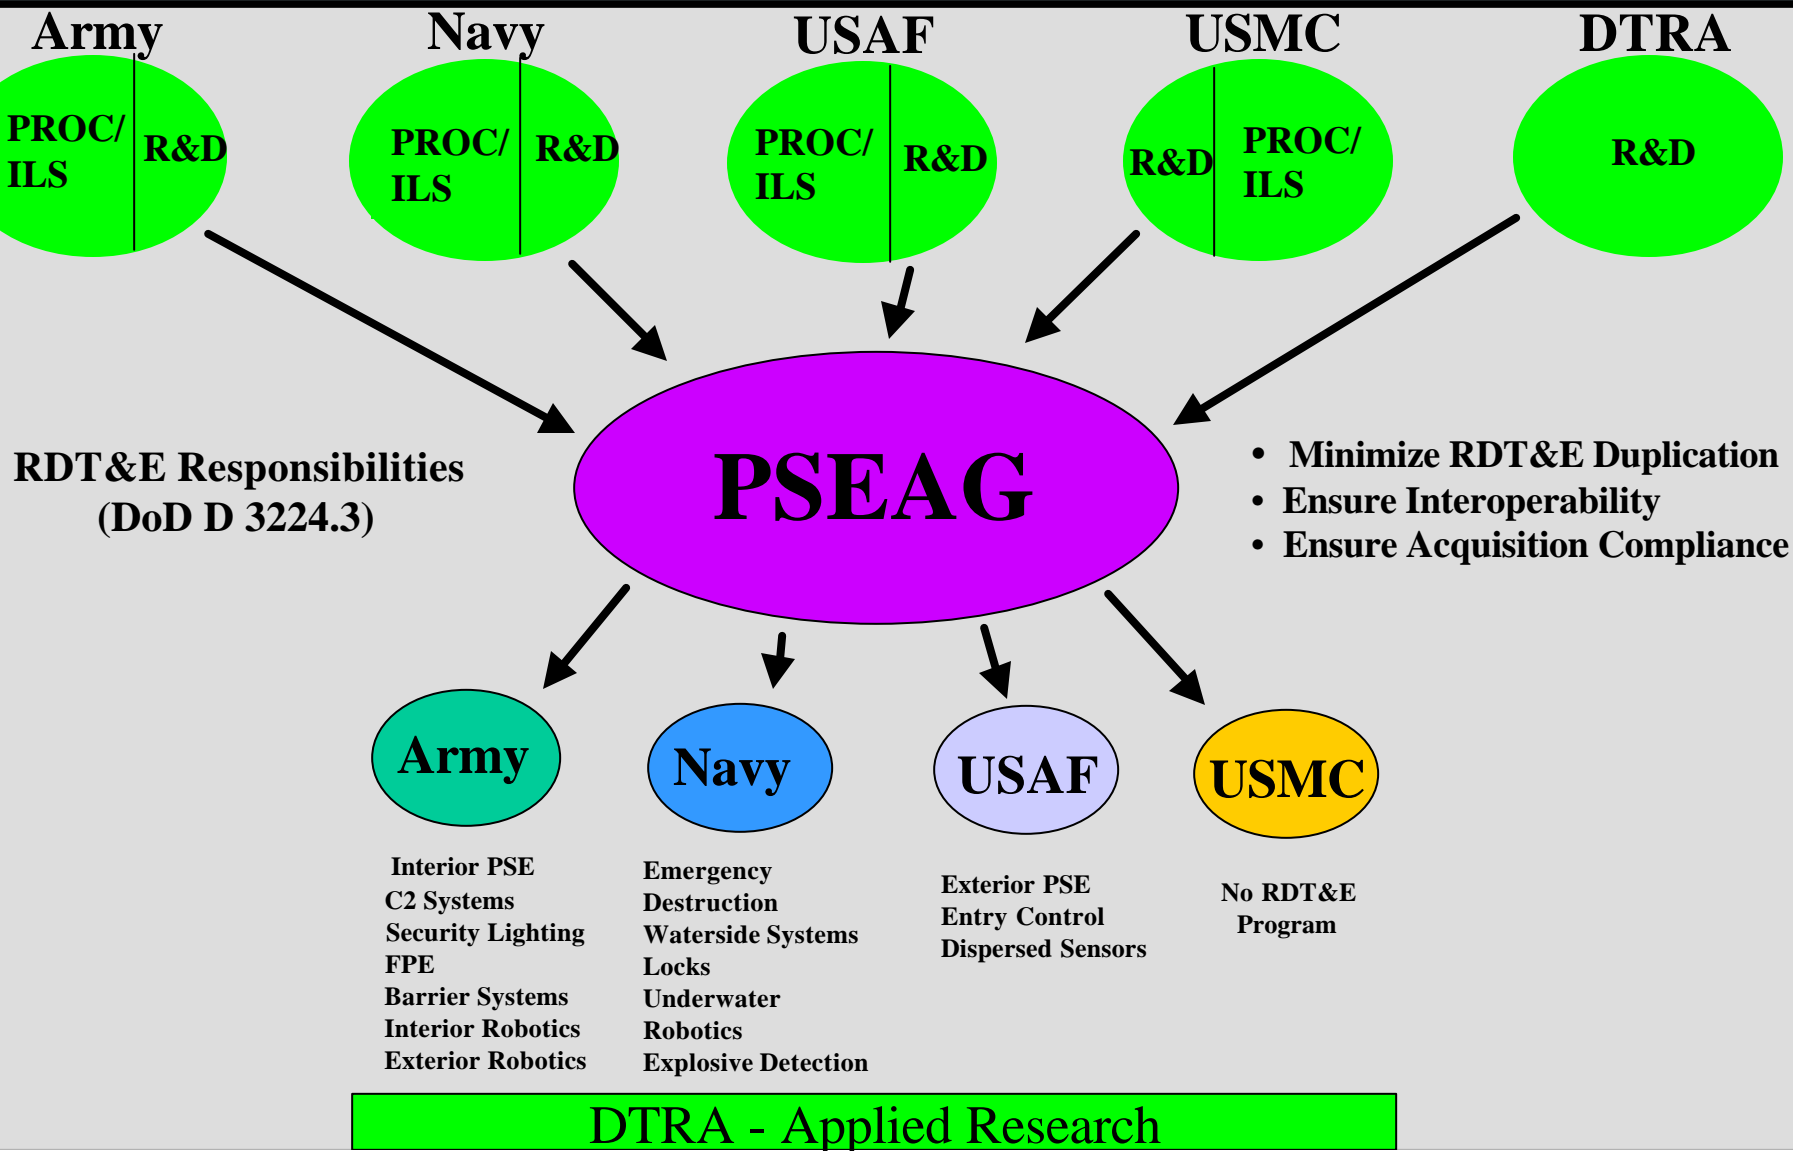 Army
Navy
USAF
USMC
DTRA
PROC/
ILS
R&D
PROC/
ILS
R&D
PROC/
ILS
R&D
R&D
PROC/
ILS
R&D
RDT&E Responsibilities
(DoD D 3224.3)
PSEAG
• Minimize RDT&E Duplication
• Ensure Interoperability
• Ensure Acquisition Compliance
Army
Navy
USAF
USMC
Interior PSE
C2 Systems
Security Lighting
FPE
Barrier Systems
Interior Robotics
Exterior Robotics
Emergency
Destruction
Waterside Systems
Locks
Underwater
Robotics
Explosive Detection
Exterior PSE
Entry Control
Dispersed Sensors
No RDT&E
Program
DTRA - Applied Research